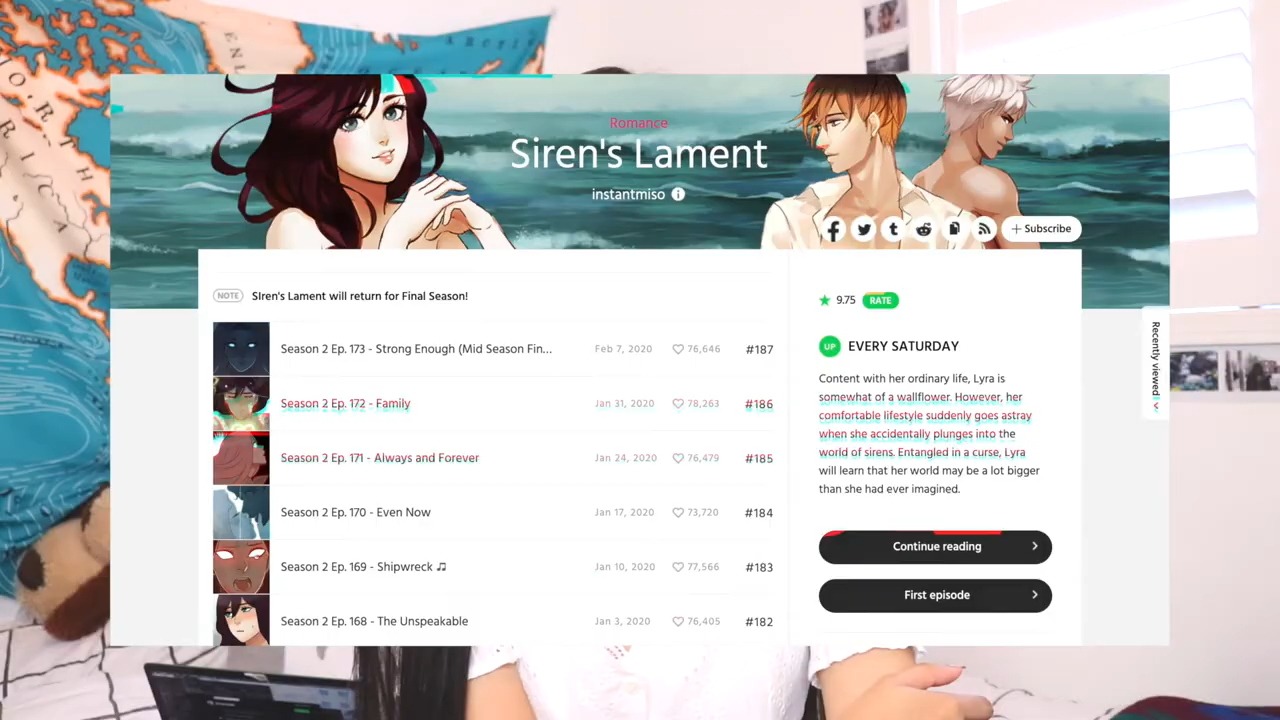 Romance
Siren's Lament
instantmiso
Subscribe
NOTE SIren's Lament will return for Final Season!
Season 2 Ep. 173 - Strong Enough (Mid Season Fin... Feb 7, 2020 76,646 #187
Season 2 Ep. 172 - Family Jan 31, 2020 78,263 #186
Season 2 Ep. 171 - Always and Forever Jan 24, 2020 76,479 #185
Season 2 Ep. 170 - Even Now Jan 17, 2020 73,720 #184
Season 2 Ep. 169 - Shipwreck ♫ Jan 10, 2020 77,566 #183
Season 2 Ep. 168 - The Unspeakable Jan 3, 2020 76,405 #182
9.75 RATE
UP EVERY SATURDAY
Content with her ordinary life, Lyra is
somewhat of a wallflower. However, her
comfortable lifestyle suddenly goes astray
when she accidentally plunges into the
world of sirens. Entangled in a curse, Lyra
will learn that her world may be a lot bigger
than she had ever imagined.
Continue reading
First episode
Recently viewed